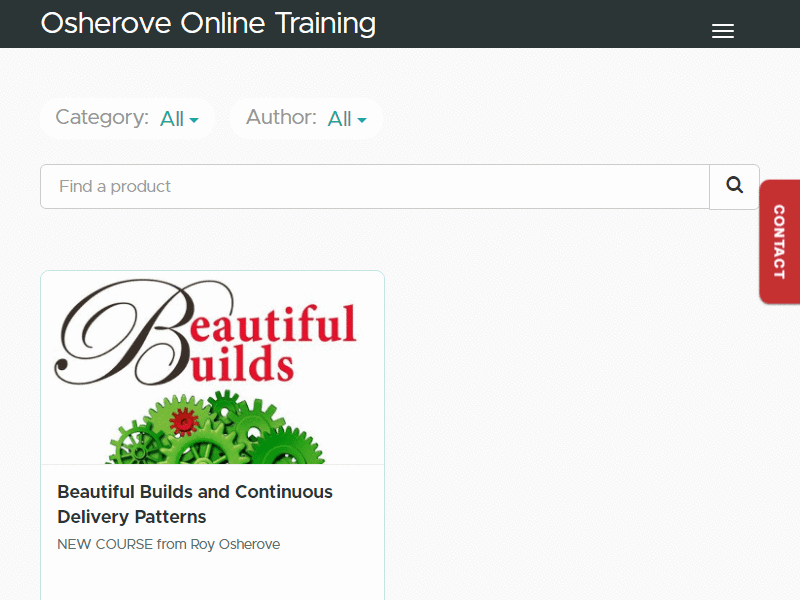 Osherove Online Training
Category: All
Author: All
Find a product
CONTACT
Beautiful
Builds
Beautiful Builds and Continuous
Delivery Patterns
NEW COURSE from Roy Osherove